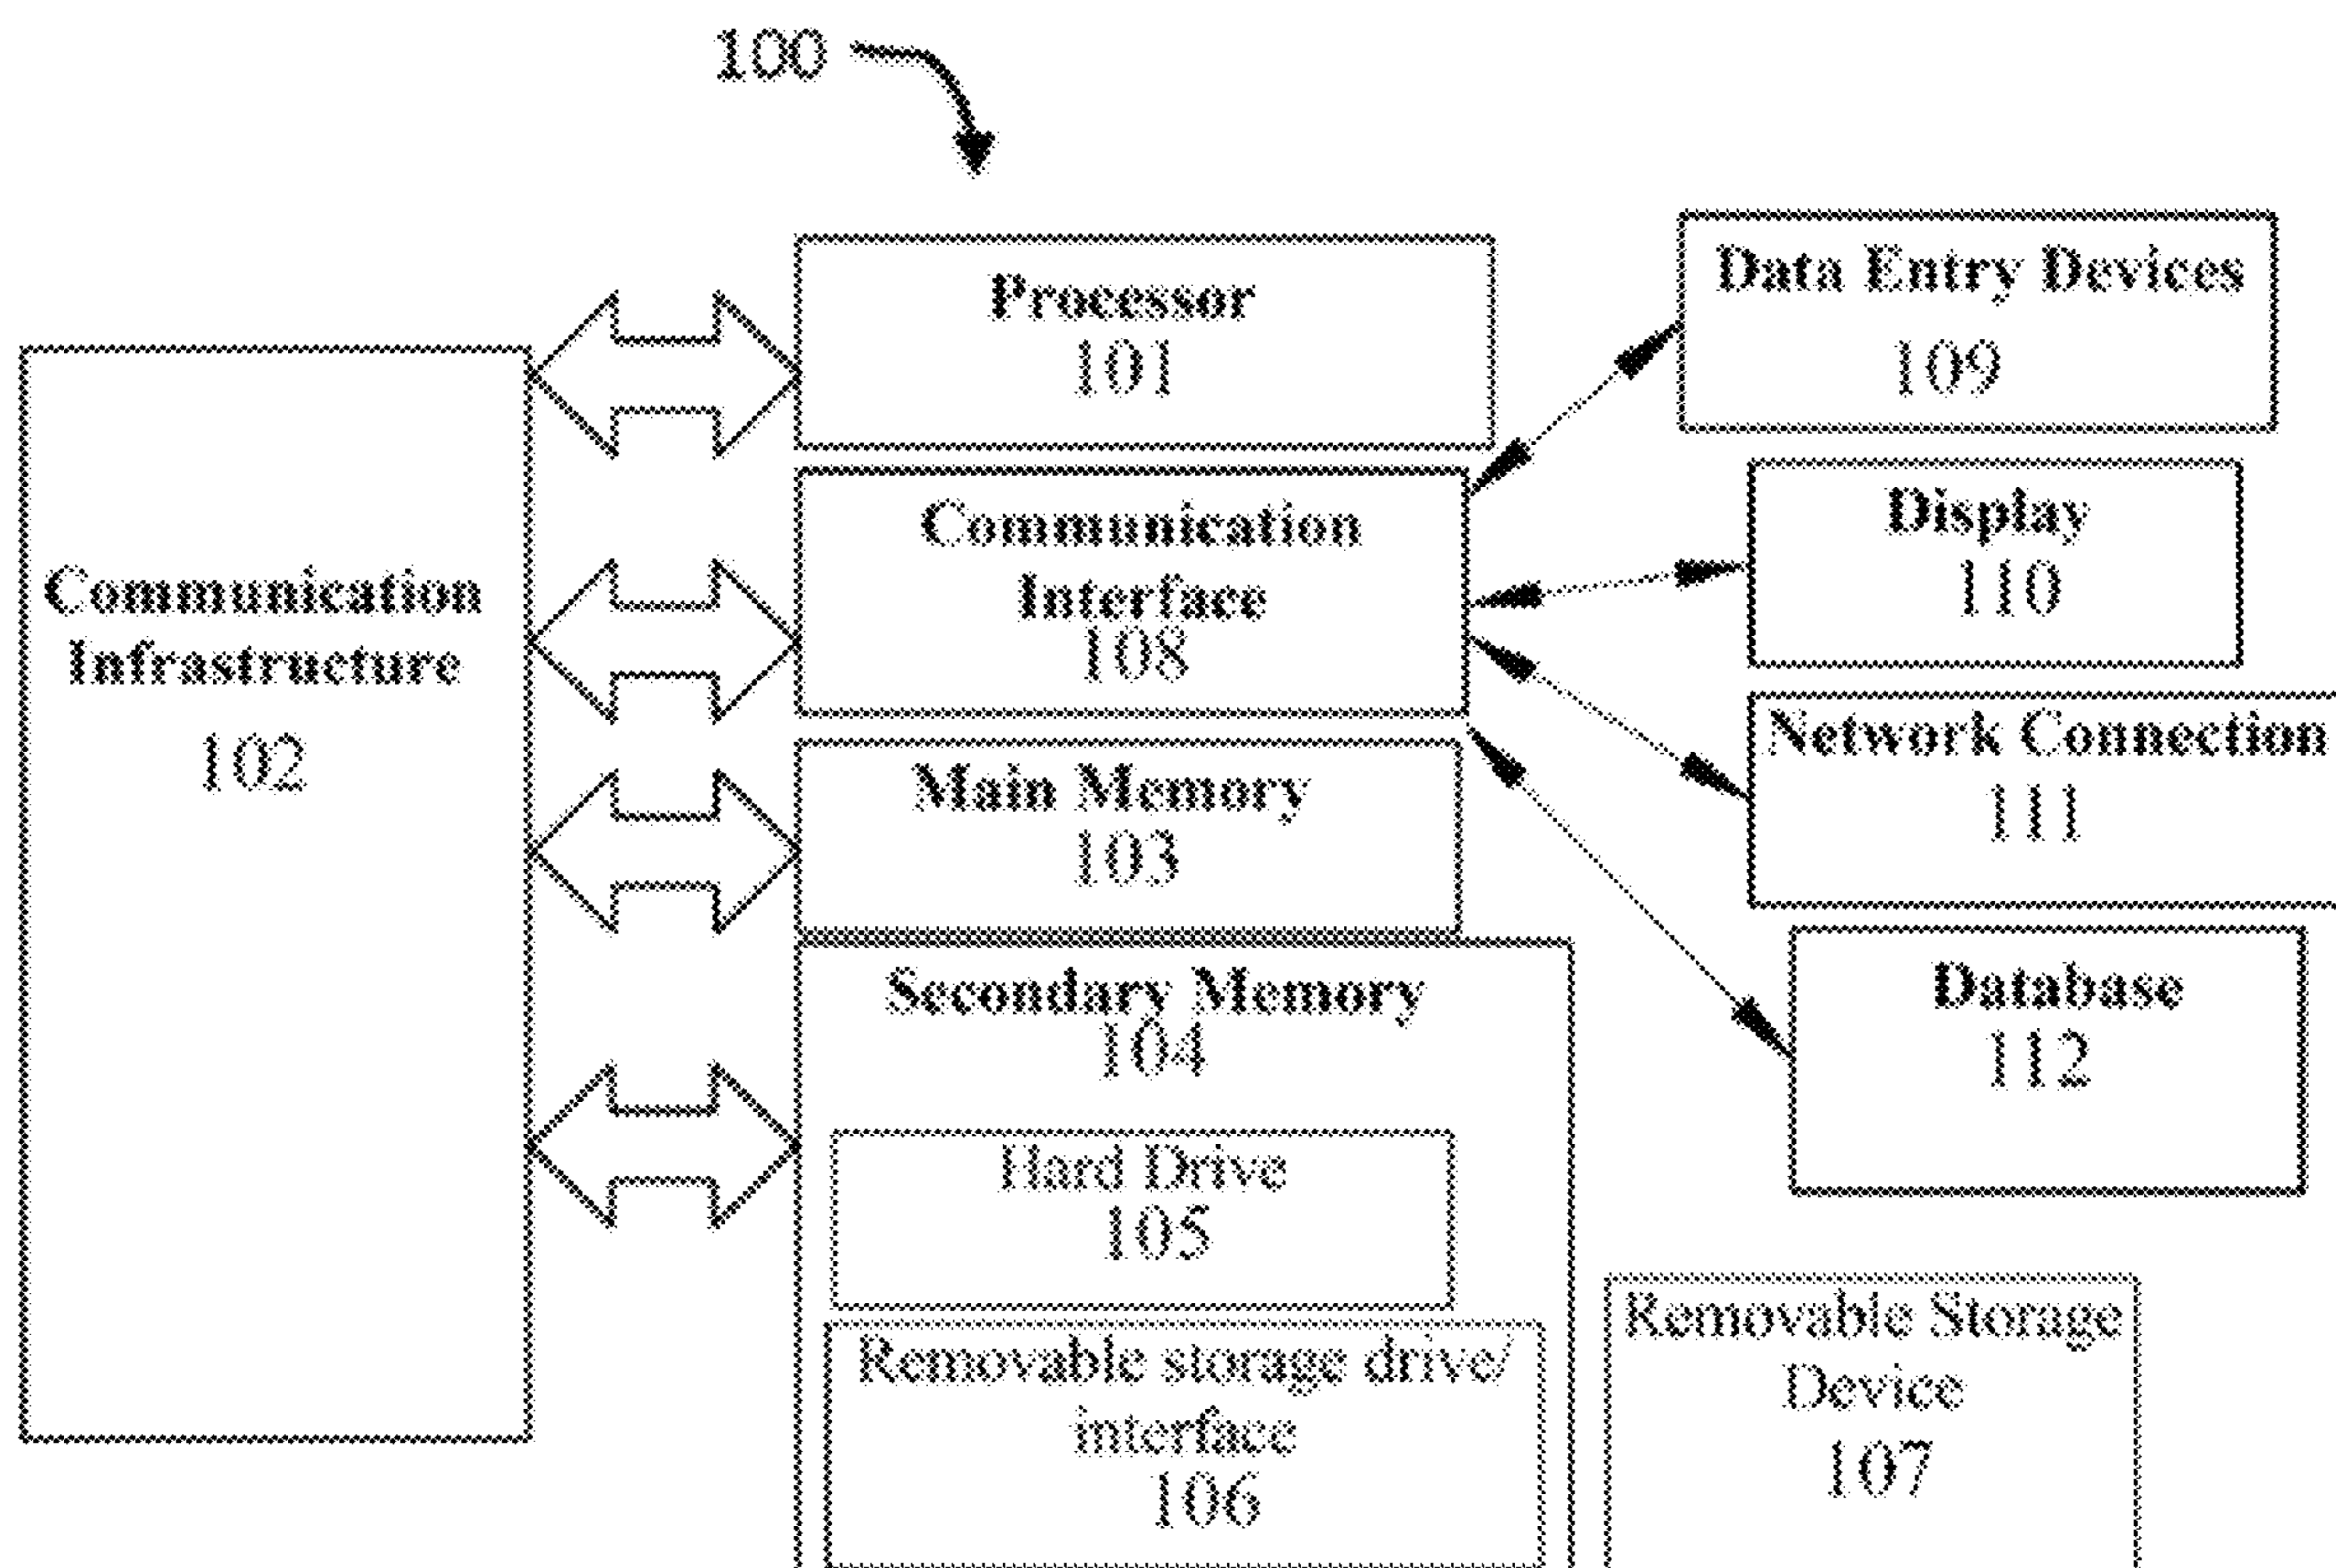 100
Processor
101
Communication
Infrastructure
102
Communication
Interface
108
Main Memory
103
Secondary Memory
104
Hard Drive
105
Removable storage drive/
interface
106
Data Entry Devices
109
Display
110
Network Connection
111
Database
112
Removable Storage
Device
107